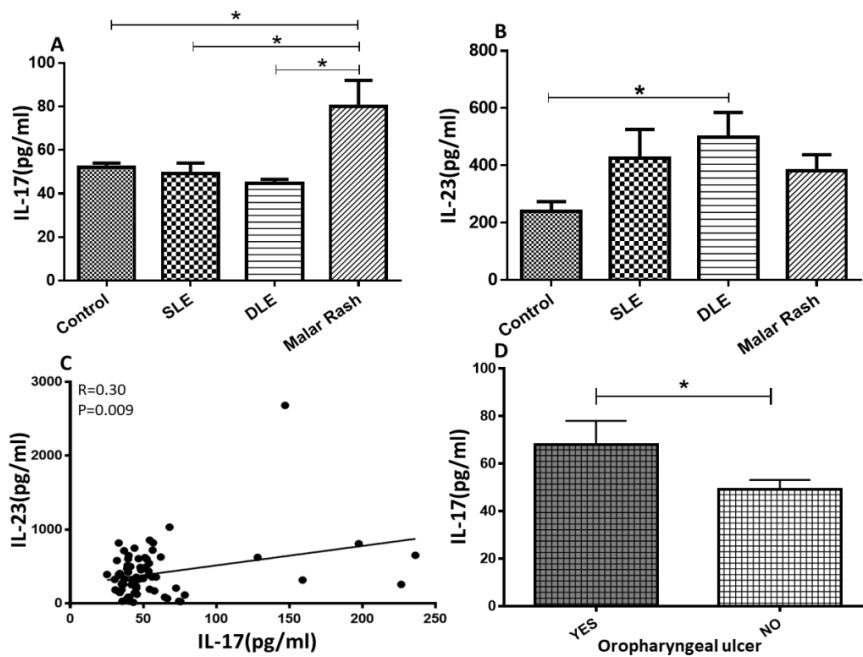 A
*
*
*
IL-17(pg/ml)
100
80
60
40
20
0
Control
SLE
DLE
Malar Rash
B
*
IL-23(pg/ml)
800
600
400
200
0
Control
SLE
DLE
Malar Rash
C
R=0.30
P=0.009
IL-23(pg/ml)
3000
2000
1000
0
0 50 100 150 200 250
IL-17(pg/ml)
D
*
IL-17(pg/ml)
100
80
60
40
20
0
YES
NO
Oropharyngeal ulcer